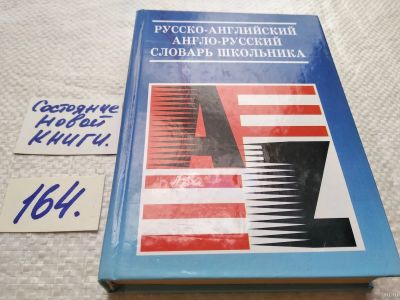 РУССКО-АНГЛИЙСКИЙ
АНГЛО-РУССКИЙ
СЛОВАРЬ ШКОЛЬНИКА
Состояние
новой
книги.
164.
A
Z